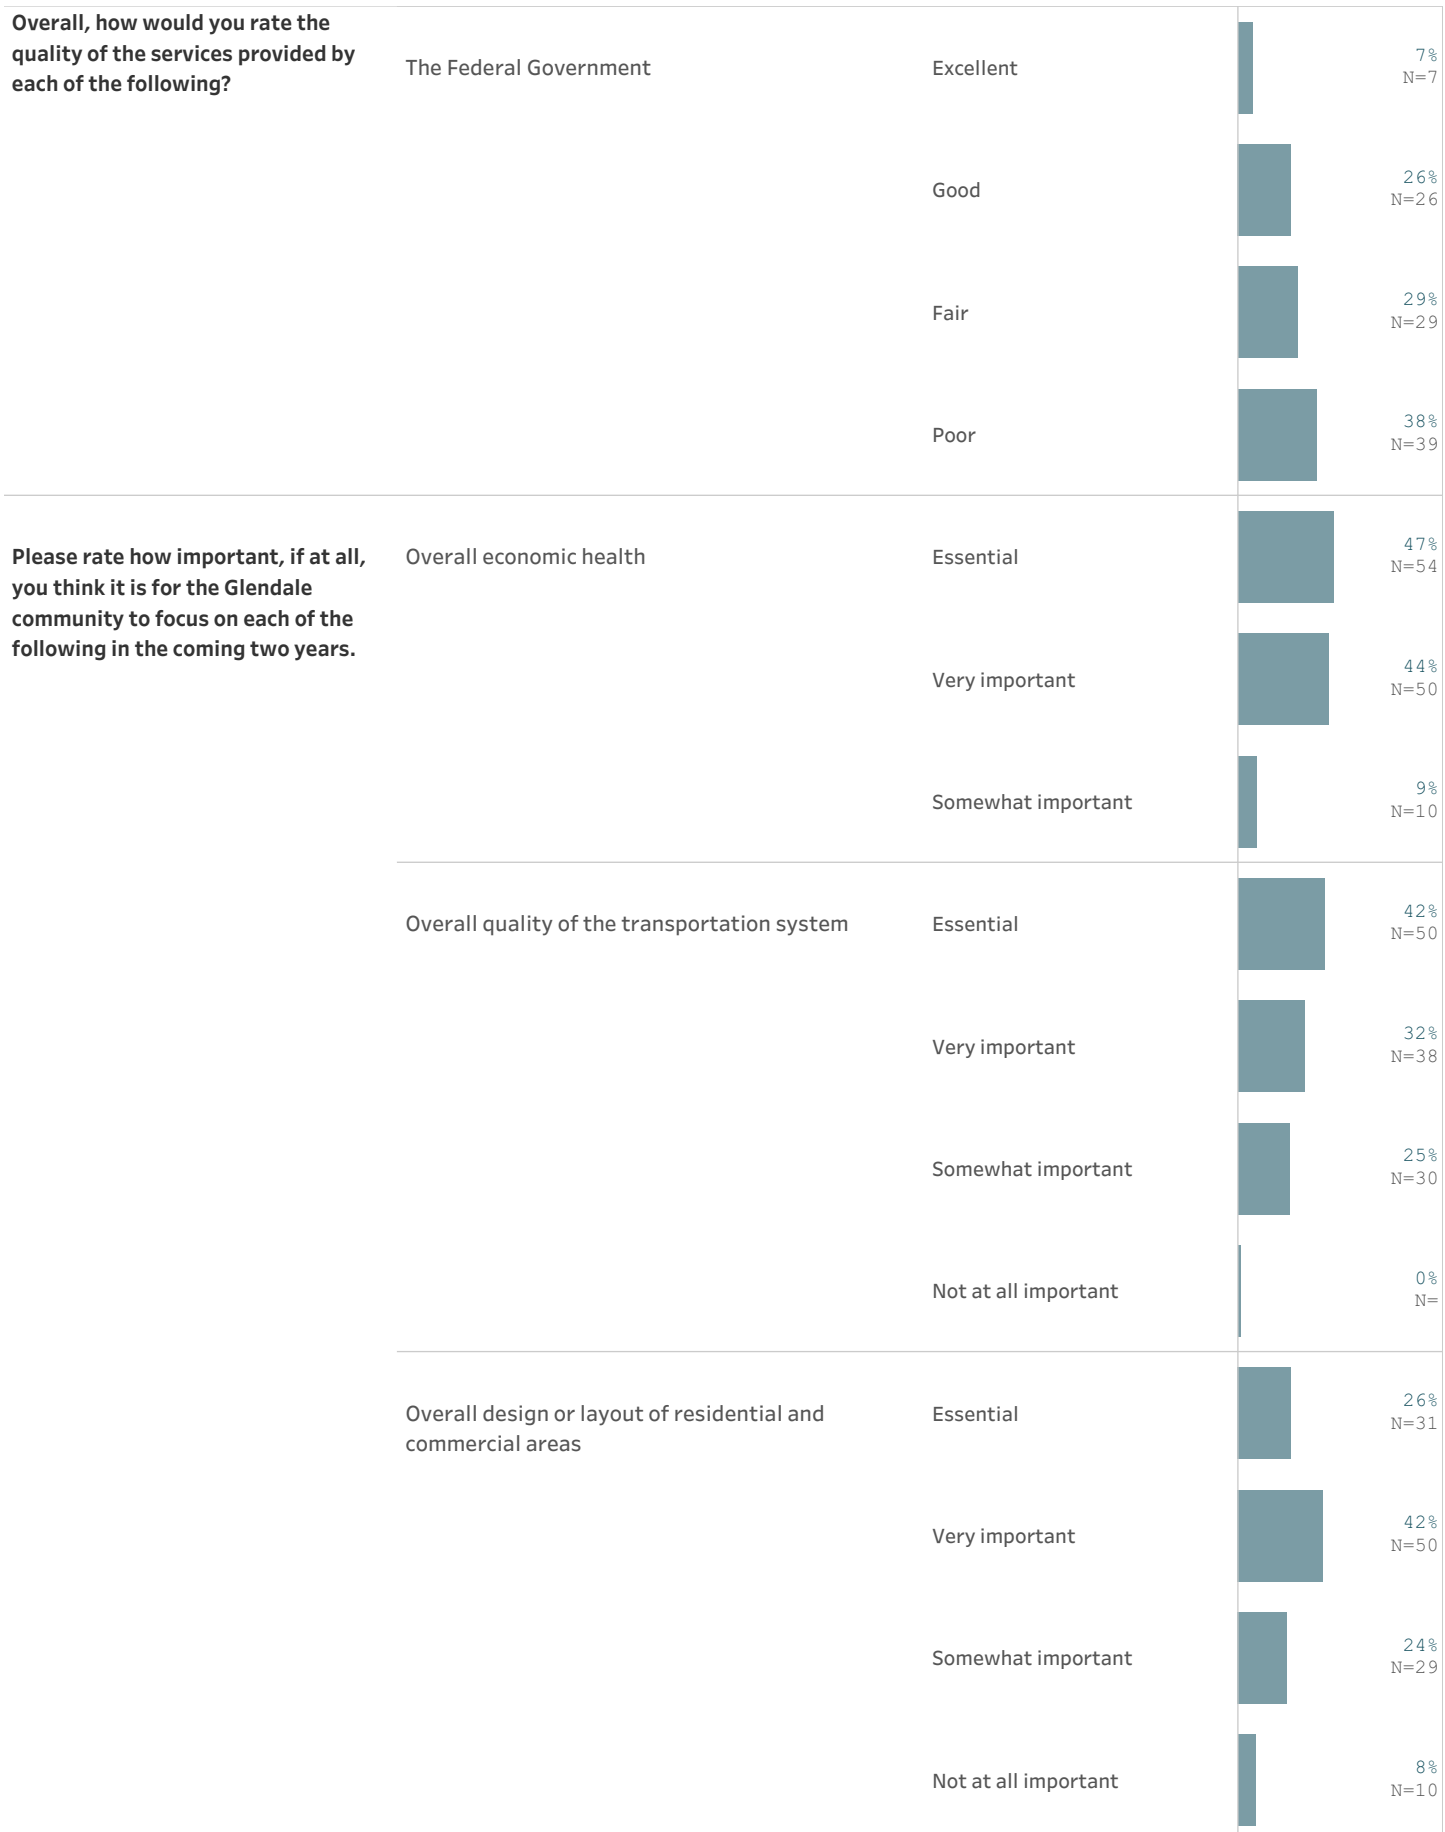 Overall, how would you rate the
quality of the services provided by
each of the following?
The Federal Government
Excellent
7%
N=7
Good
26%
N=26
Fair
29%
N=29
Poor
38%
N=39
Please rate how important, if at all,
you think it is for the Glendale
community to focus on each of the
following in the coming two years.
Overall economic health
Essential
47%
N=54
Very important
44%
N=50
Somewhat important
9%
N=10
Overall quality of the transportation system
Essential
42%
N=50
Very important
32%
N=38
Somewhat important
25%
N=30
Not at all important
0%
N=
Overall design or layout of residential and
commercial areas
Essential
26%
N=31
Very important
42%
N=50
Somewhat important
24%
N=29
Not at all important
8%
N=10